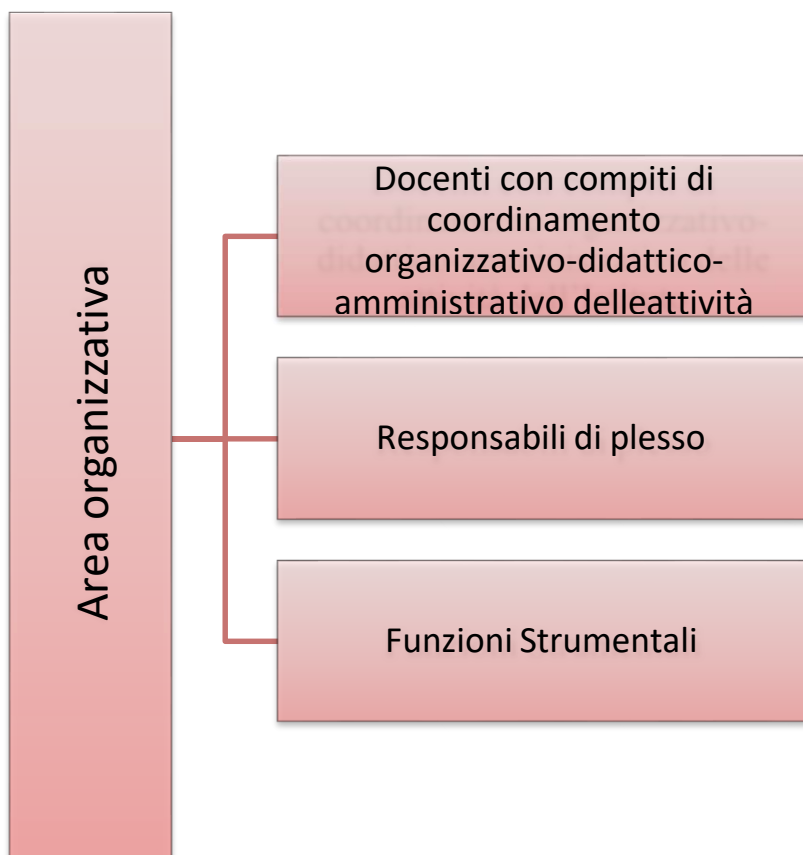 Area organizzativa
Docenti con compiti di
coordinamento
organizzativo-didattico-
amministrativo delleattività
Responsabili di plesso
Funzioni Strumentali